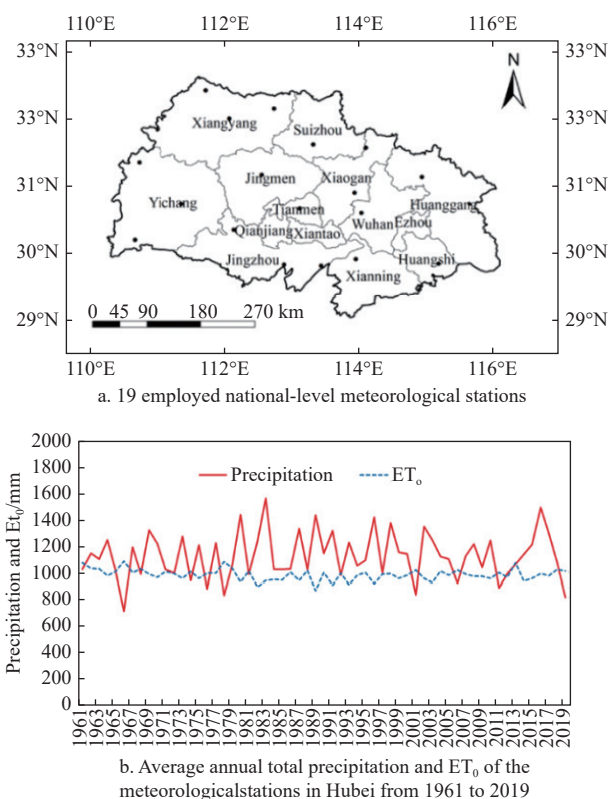 110°E 112°E 114°E 116°E
33°N 33°N
N
33°N 33°N
Xiangyang
Suizhou
31°N 31°N
Jingmen Xiaogan
Yichang Huanggang
Tianmen
Qianjiang Xiantao Wuhan Ezhou
30°N 30°N
Jingzhou Huangshi
Xianning
0 45 90 180 270 km
29°N 29°N
110°E 112°E 114°E 116°E
a. 19 employed national-level meteorological stations
2000
Precipitation ET₀
1800
1600
1400
1200
1000
800
600
400
200
0
Precipitation and Et₀/mm
1961 1963 1965 1967 1969 1971 1973 1975 1977 1979 1981 1983 1985 1987 1989 1991 1993 1995 1997 1999 2001 2003 2005 2007 2009 2011 2013 2015 2017 2019
b. Average annual total precipitation and ET₀ of the
meteorologicalstations in Hubei from 1961 to 2019